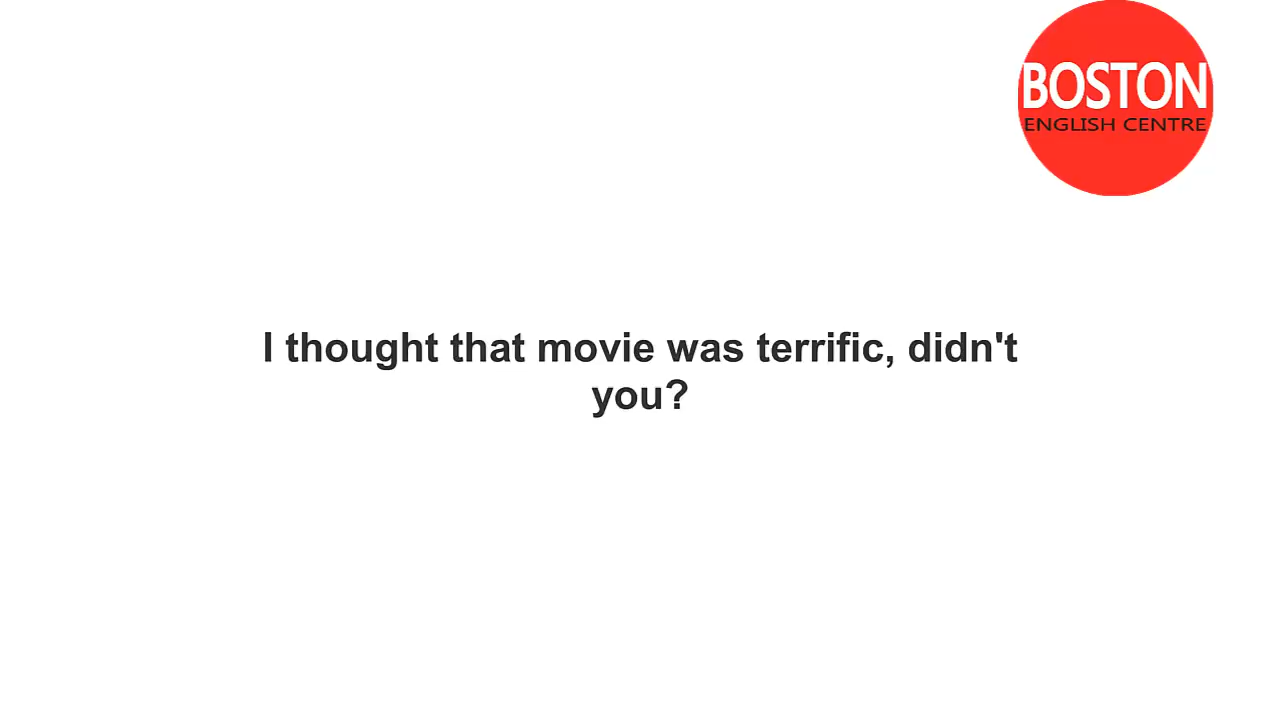 BOSTON
ENGLISH CENTRE
I thought that movie was terrific, didn't
you?